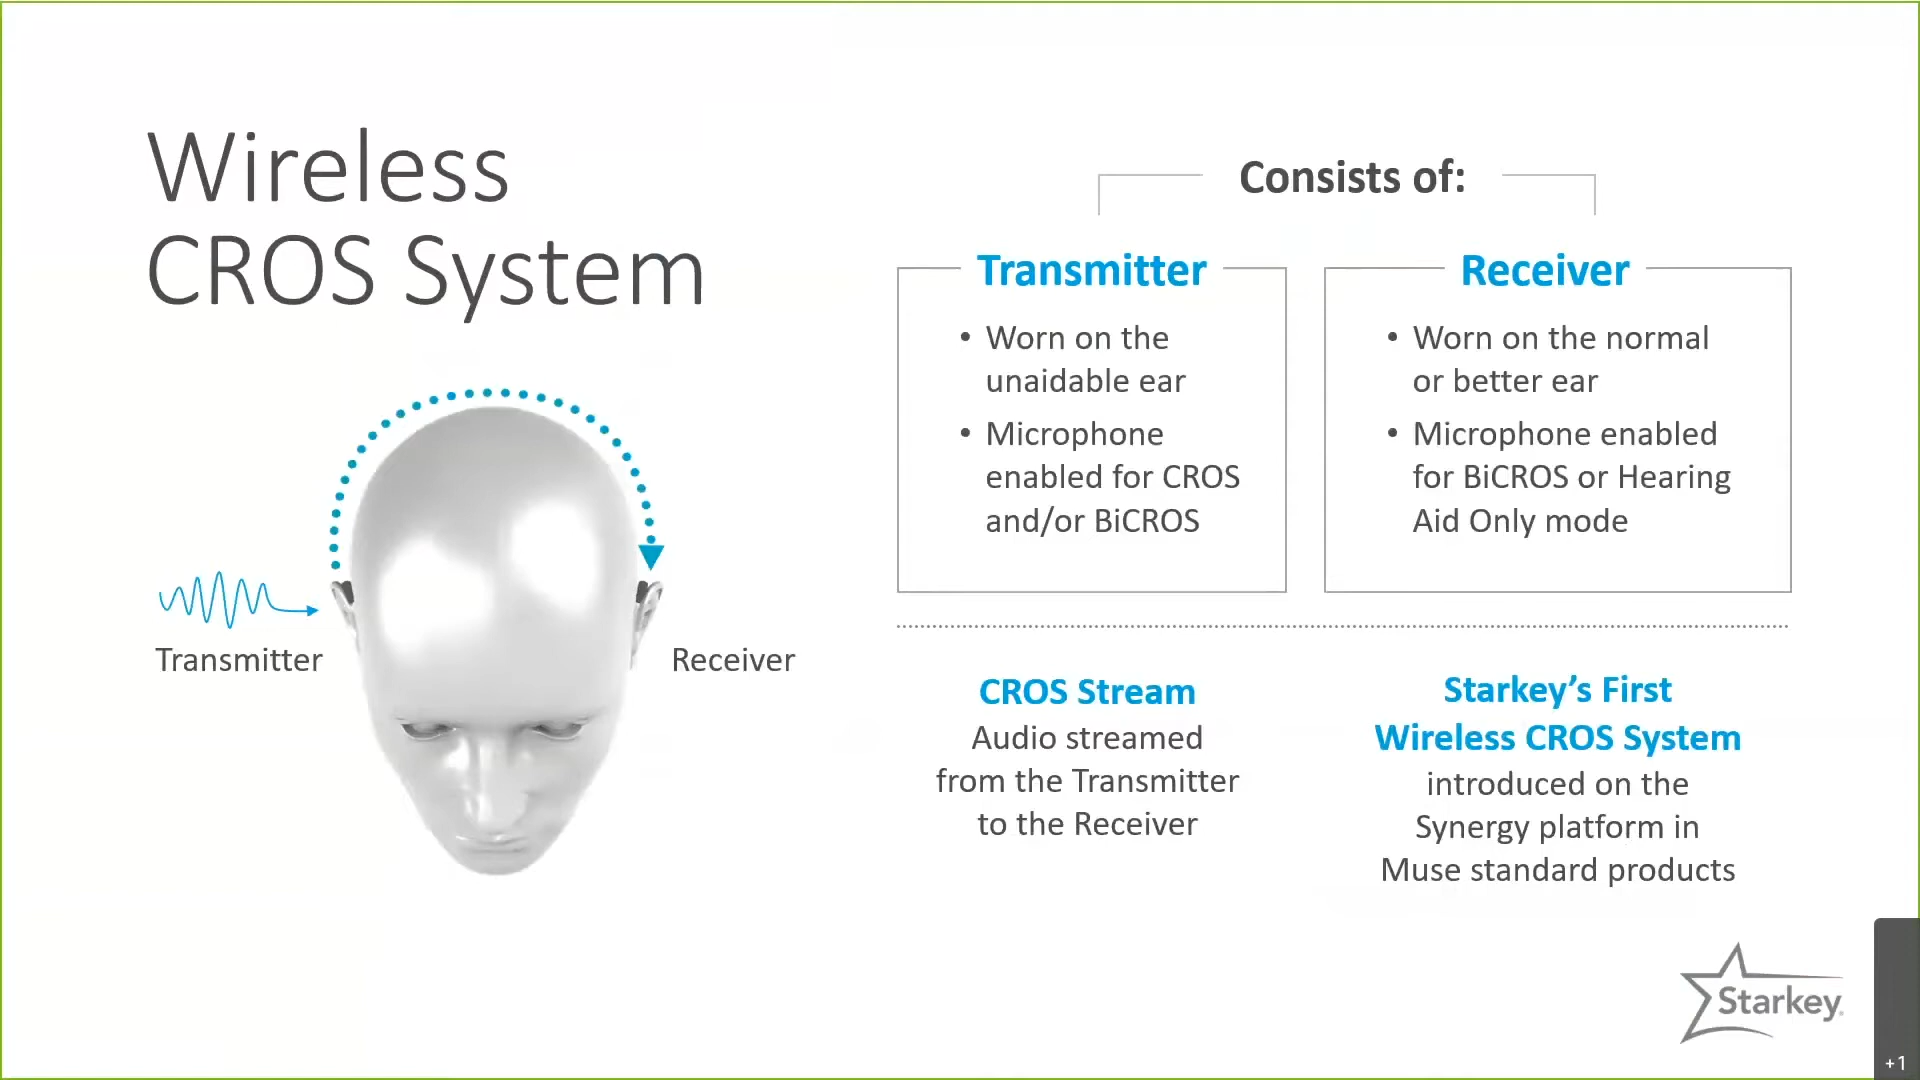 Wireless
CROS System
Transmitter
Receiver
Consists of:
Transmitter
• Worn on the
unaidable ear
• Microphone
enabled for CROS
and/or BiCROS
Receiver
• Worn on the normal
or better ear
• Microphone enabled
for BiCROS or Hearing
Aid Only mode
CROS Stream
Audio streamed
from the Transmitter
to the Receiver
Starkey’s First
Wireless CROS System
introduced on the
Synergy platform in
Muse standard products
Starkey
+1